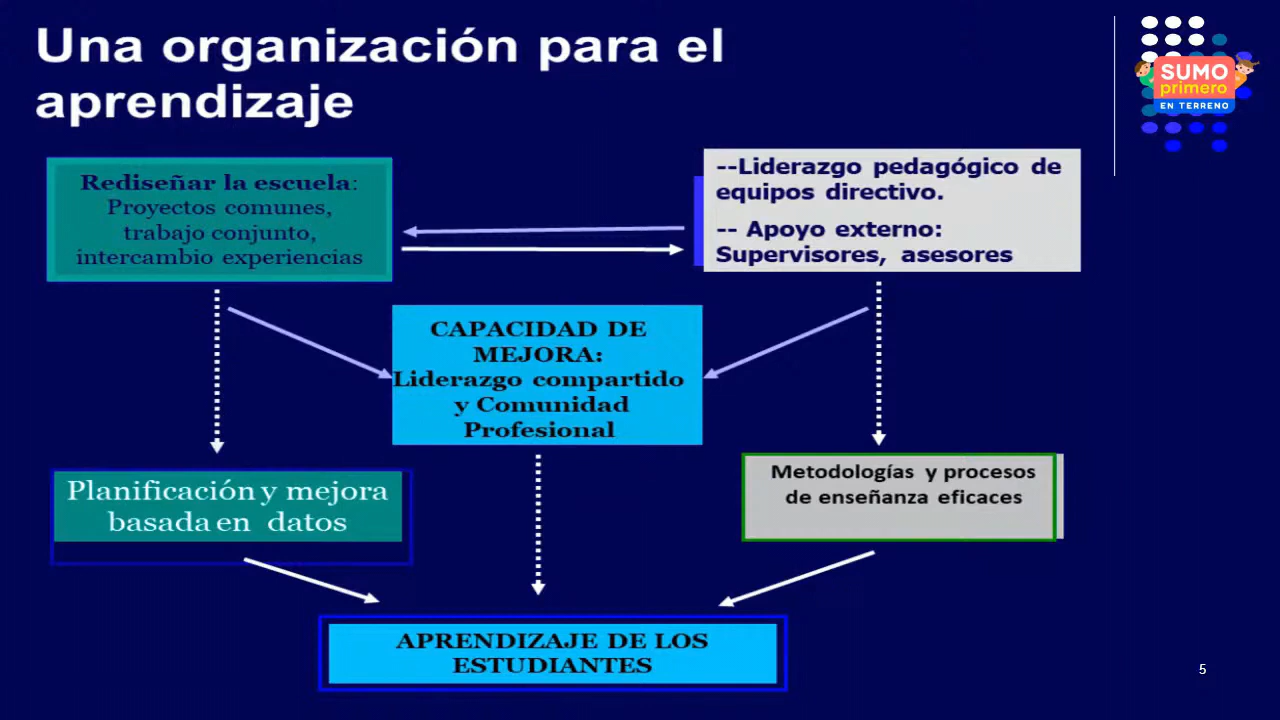 Una organización para el
aprendizaje
SUMO
primero
EN TERRENO
Rediseñar la escuela:
Proyectos comunes,
trabajo conjunto,
intercambio experiencias
--Liderazgo pedagógico de
equipos directivo.
-- Apoyo externo:
Supervisores, asesores
CAPACIDAD DE
MEJORA:
Liderazgo compartido
y Comunidad
Profesional
Planificación y mejora
basada en datos
Metodologías y procesos
de enseñanza eficaces
APRENDIZAJE DE LOS
ESTUDIANTES
5